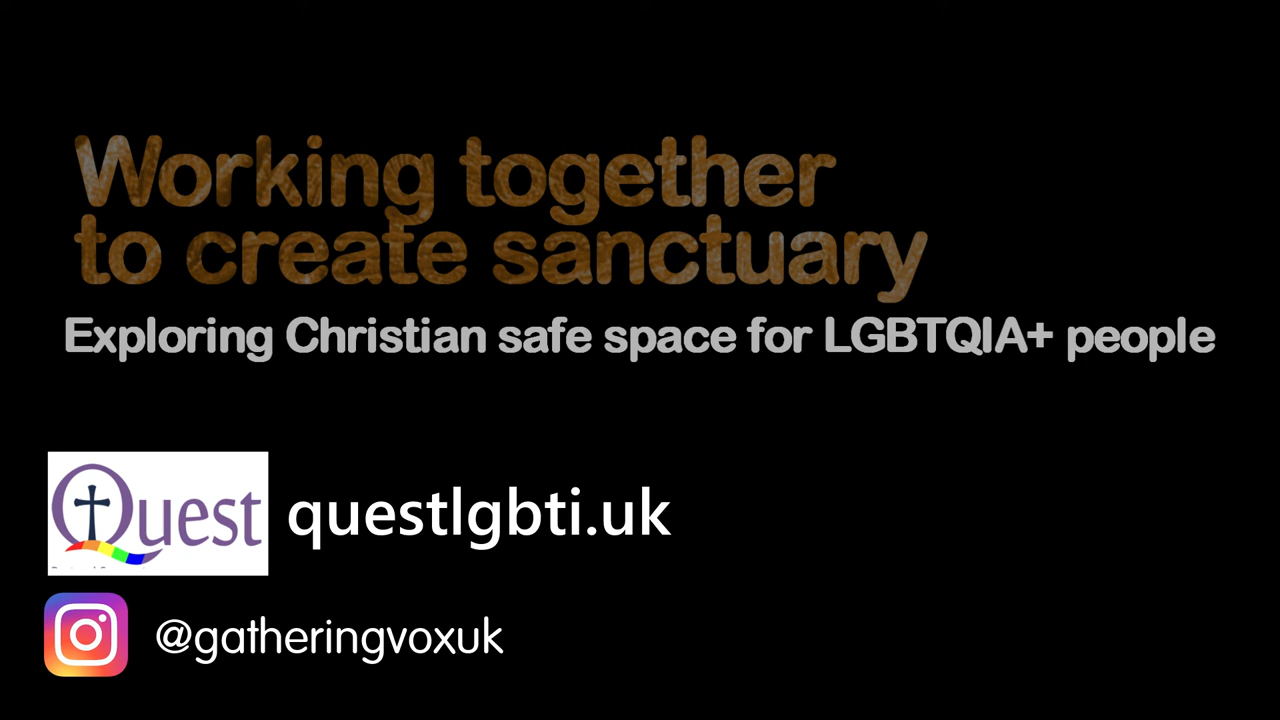 Working together
to create sanctuary
Exploring Christian safe space for LGBTQIA+ people
Quest
questlgbti.uk
@gatheringvoxuk